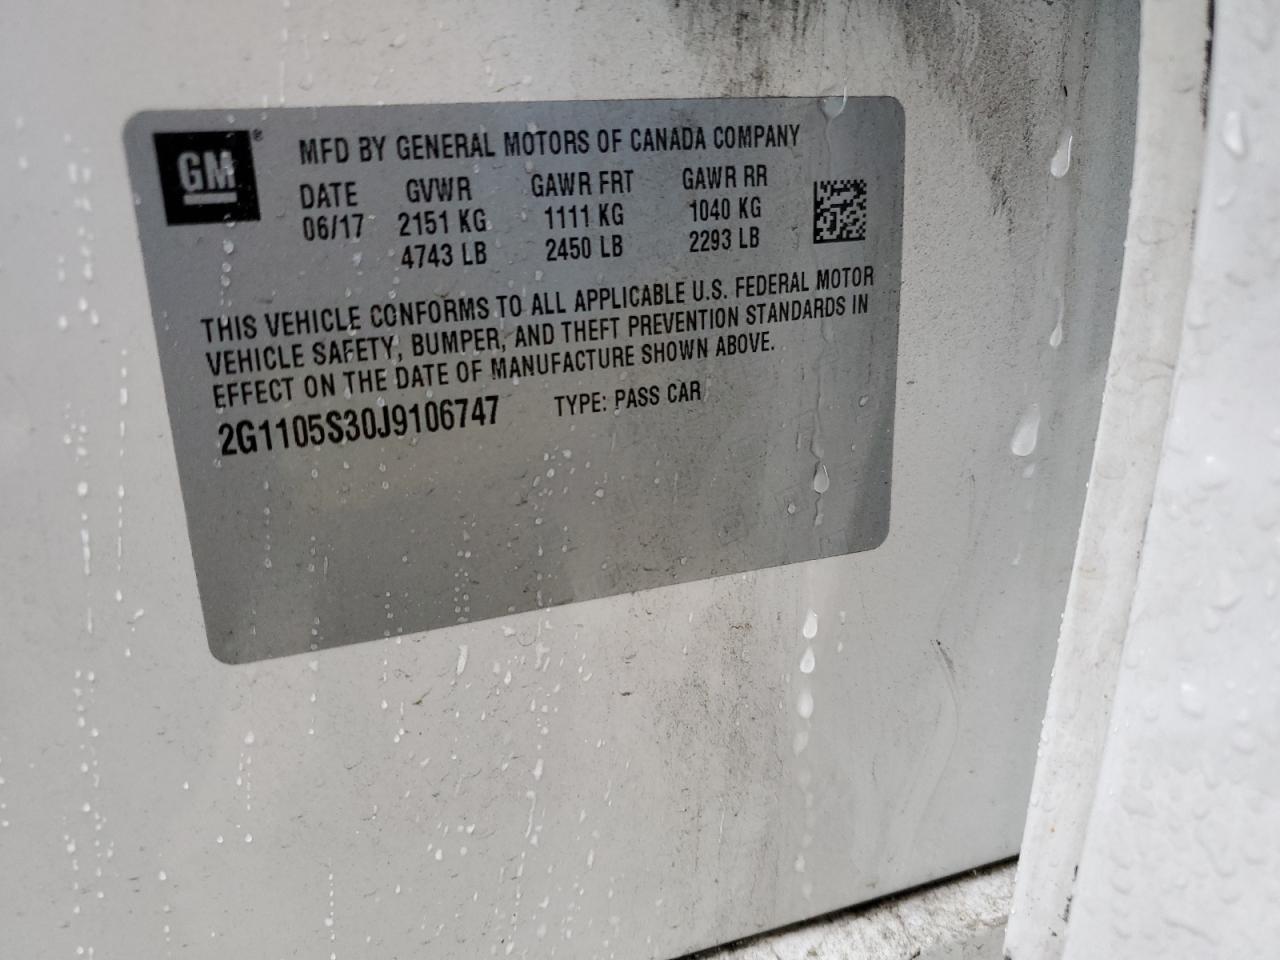 GM ®
MFD BY GENERAL MOTORS OF CANADA COMPANY
DATE GVWR GAWR FRT GAWR RR
06/17 2151 KG 1111 KG 1040 KG
4743 LB 2450 LB 2293 LB
THIS VEHICLE CONFORMS TO ALL APPLICABLE U.S. FEDERAL MOTOR
VEHICLE SAFETY, BUMPER, AND THEFT PREVENTION STANDARDS IN
EFFECT ON THE DATE OF MANUFACTURE SHOWN ABOVE.
2G1105S30J9106747 TYPE: PASS CAR